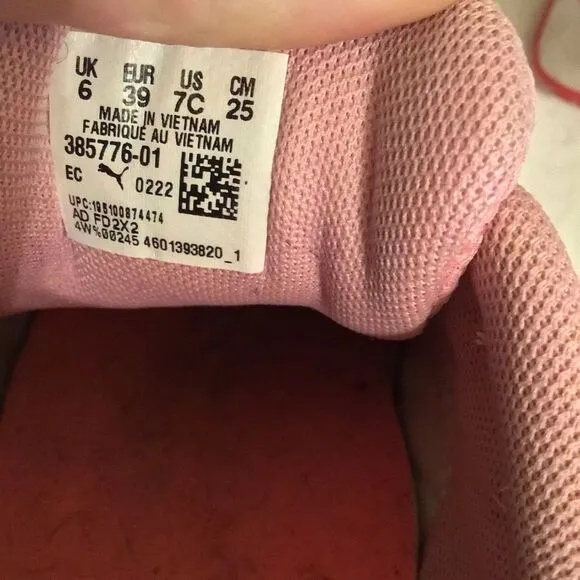 UK EUR US CM
6 39 7C 25
MADE IN VIETNAM
FABRIQUÉ AU VIETNAM
385776-01
EC 0222
UPC:195100874474
AD FD2X2
4W%00245 4601393820_1